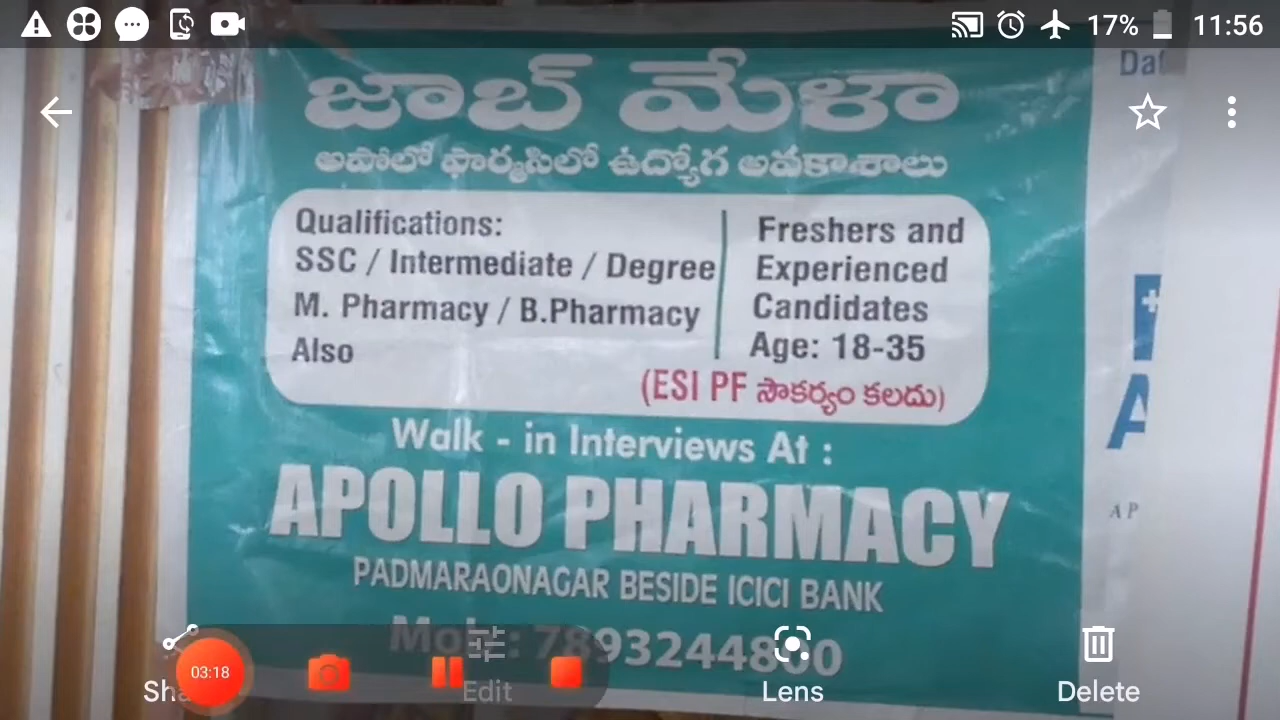 17% 11:56
Dat
జాబ్ మేళా
అపోలో ఫార్మసిలో ఉద్యోగ అవకాశాలు
Qualifications:
SSC / Intermediate / Degree
M. Pharmacy / B.Pharmacy
Also
Freshers and
Experienced
Candidates
Age: 18-35
(ESI PF సౌకర్యం కలదు)
Walk - in Interviews At :
APOLLO PHARMACY
PADMARAONAGAR BESIDE ICICI BANK
A
AP
03:18
Edit
Lens
Delete